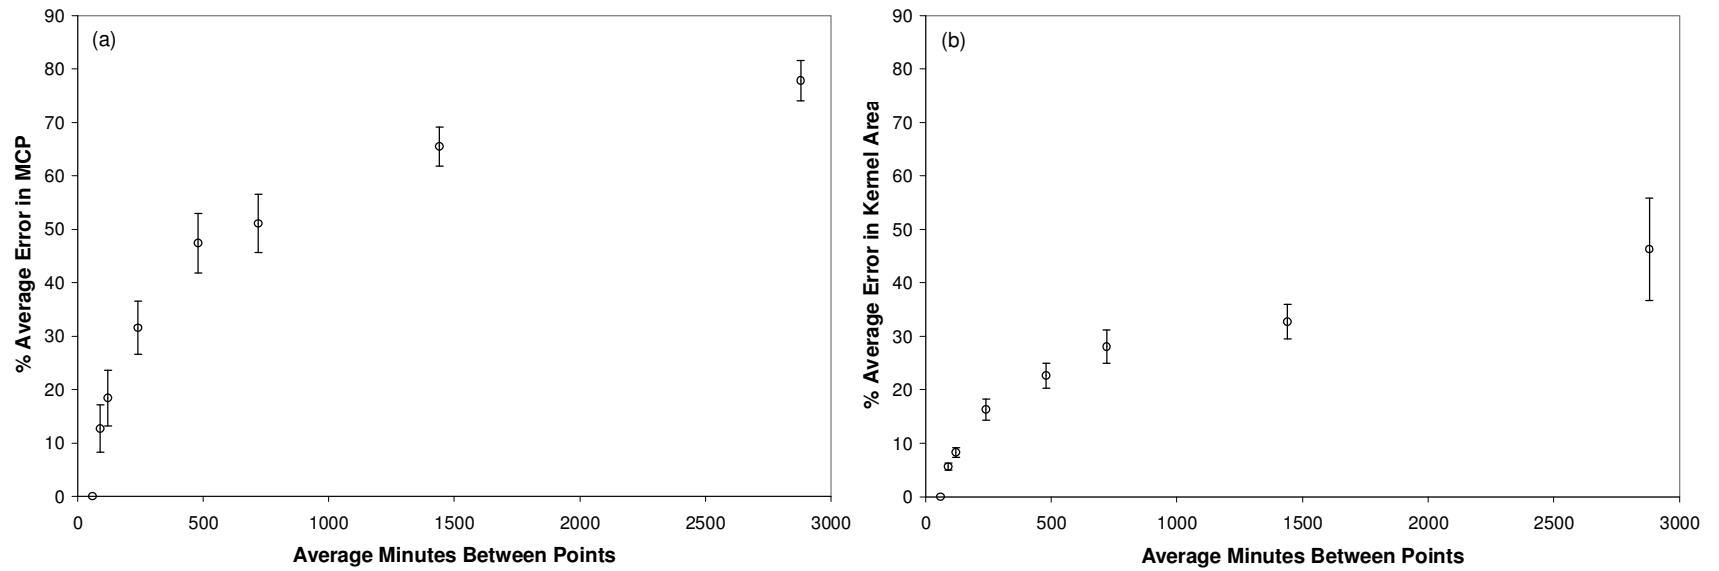 (a)
% Average Error in MCP
90
80
70
60
50
40
30
20
10
0
0 500 1000 1500 2000 2500 3000
Average Minutes Between Points
(b)
% Average Error in Kernel Area
90
80
70
60
50
40
30
20
10
0
0 500 1000 1500 2000 2500 3000
Average Minutes Between Points